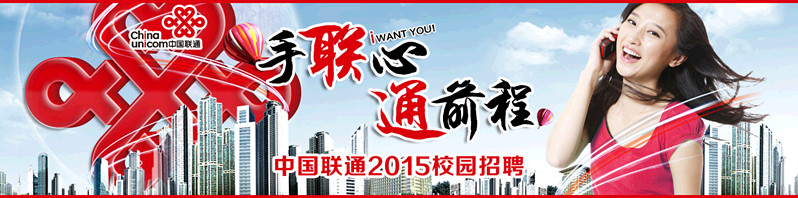 China
unicom中国联通
i WANT YOU!
手联心
通前程
中国联通2015校园招聘